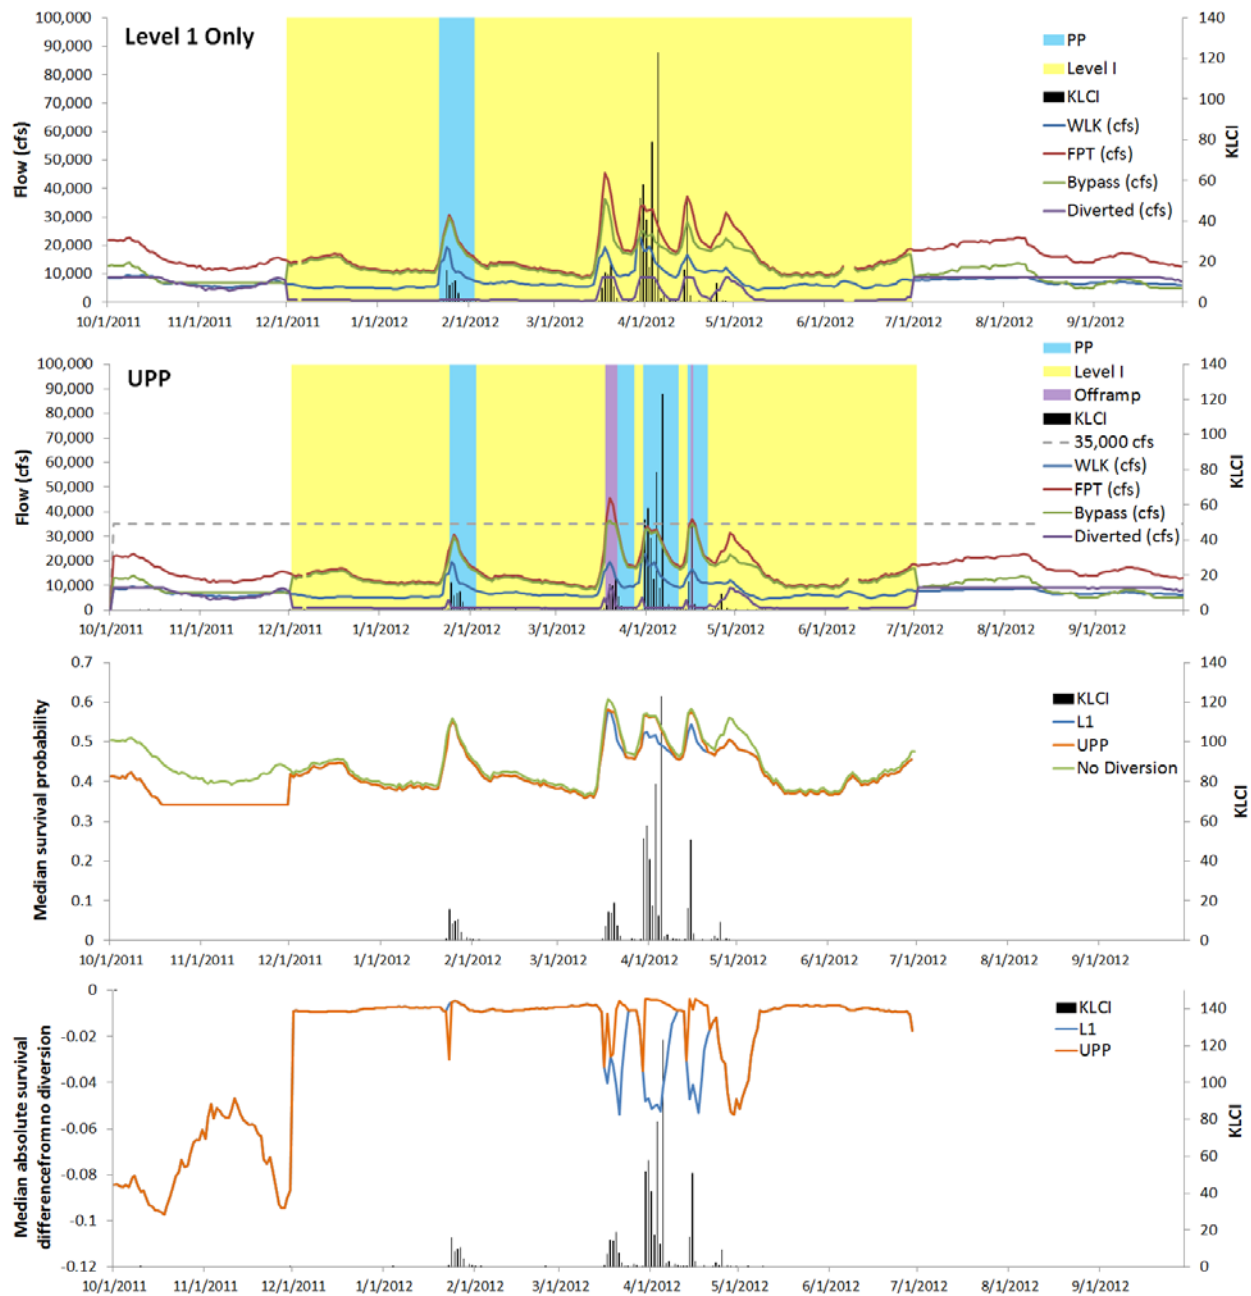 Level 1 Only
Flow (cfs)
100,000
90,000
80,000
70,000
60,000
50,000
40,000
30,000
20,000
10,000
0
140
120
100
80
60
40
20
0
KLCI
PP
Level I
KLCI
WLK (cfs)
FPT (cfs)
Bypass (cfs)
Diverted (cfs)
10/1/2011 11/1/2011 12/1/2011 1/1/2012 2/1/2012 3/1/2012 4/1/2012 5/1/2012 6/1/2012 7/1/2012 8/1/2012 9/1/2012
UPP
Flow (cfs)
100,000
90,000
80,000
70,000
60,000
50,000
40,000
30,000
20,000
10,000
0
140
120
100
80
60
40
20
0
KLCI
PP
Level I
Offramp
KLCI
35,000 cfs
WLK (cfs)
FPT (cfs)
Bypass (cfs)
Diverted (cfs)
10/1/2011 11/1/2011 12/1/2011 1/1/2012 2/1/2012 3/1/2012 4/1/2012 5/1/2012 6/1/2012 7/1/2012 8/1/2012 9/1/2012
Median survival probability
0.7
0.6
0.5
0.4
0.3
0.2
0.1
0
140
120
100
80
60
40
20
0
KLCI
KLCI
L1
UPP
No Diversion
10/1/2011 11/1/2011 12/1/2011 1/1/2012 2/1/2012 3/1/2012 4/1/2012 5/1/2012 6/1/2012 7/1/2012 8/1/2012 9/1/2012
Median absolute survival
differencefromno diversion
0
-0.02
-0.04
-0.06
-0.08
-0.1
-0.12
140
120
100
80
60
40
20
0
KLCI
KLCI
L1
UPP
10/1/2011 11/1/2011 12/1/2011 1/1/2012 2/1/2012 3/1/2012 4/1/2012 5/1/2012 6/1/2012 7/1/2012 8/1/2012 9/1/2012